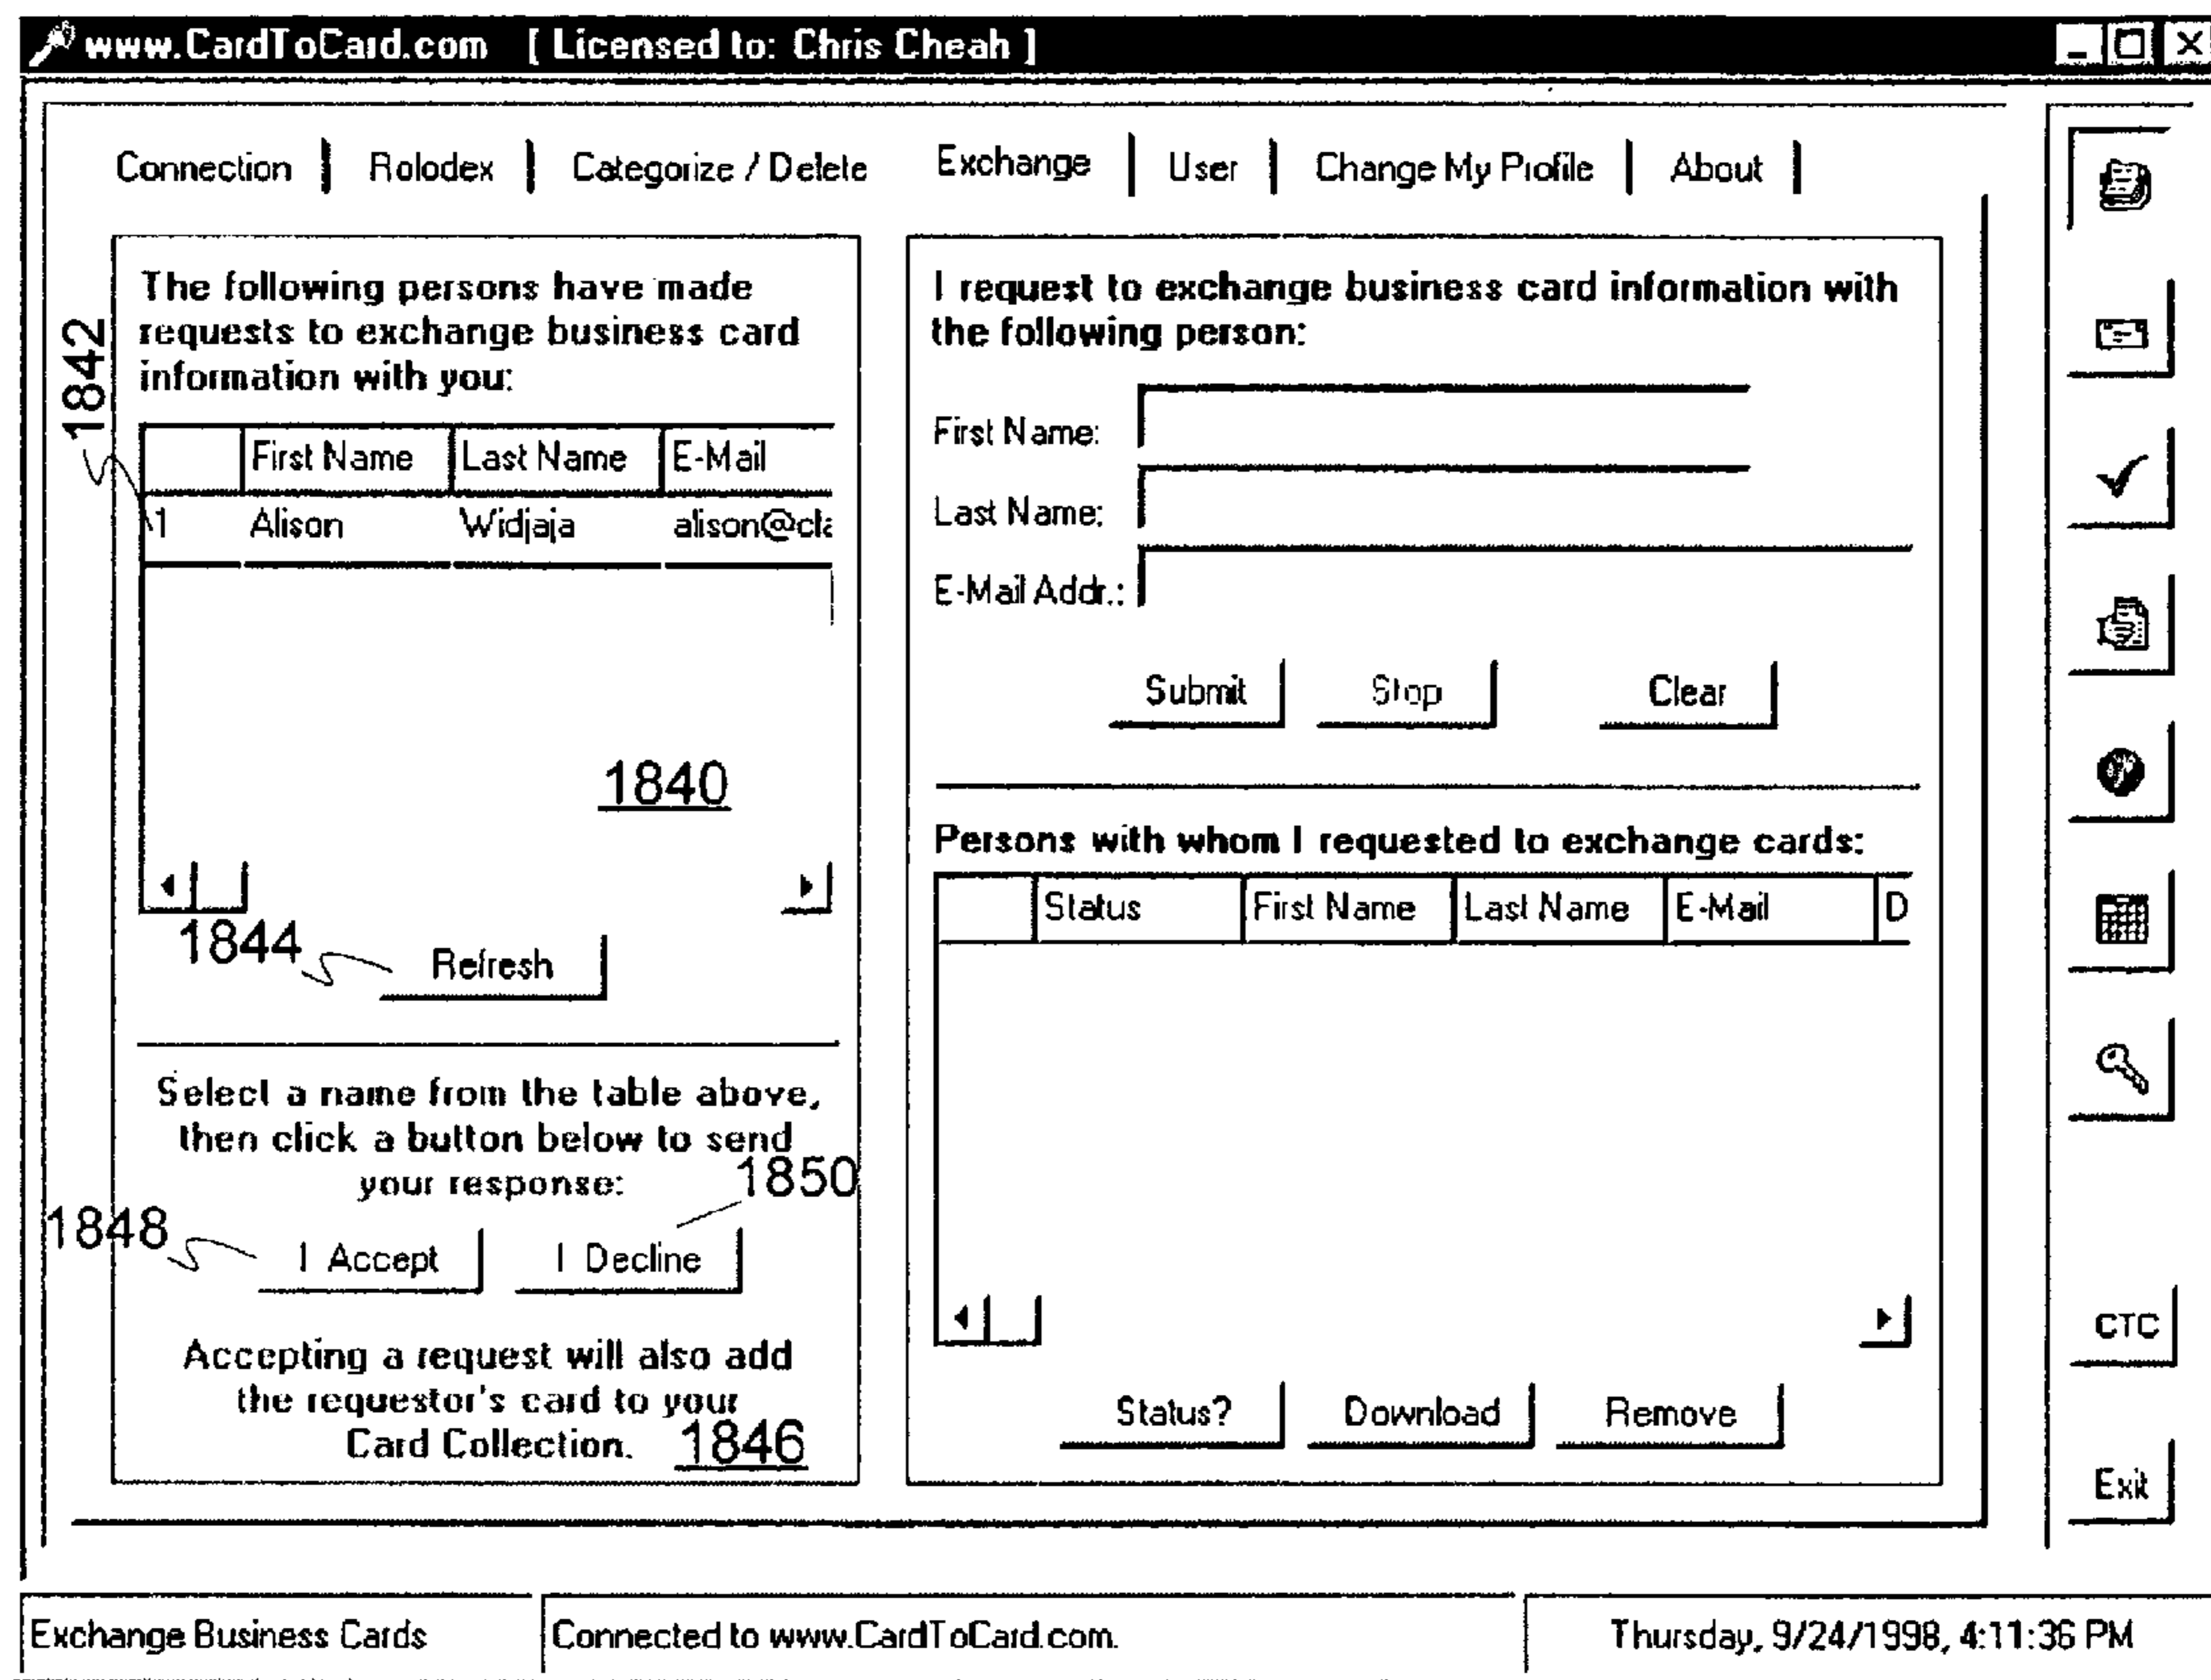 www.CardToCard.com [ Licensed to: Chris Cheah ]
Connection Rolodex Categorize / Delete Exchange User Change My Profile About
The following persons have made
requests to exchange business card
information with you:
1842
First Name Last Name E-Mail
1 Alison Widjaja alison@cla
1840
1844
Refresh
Select a name from the table above,
then click a button below to send
your response:
1850
1848
I Accept I Decline
Accepting a request will also add
the requestor's card to your
Card Collection.
1846
I request to exchange business card information with
the following person:
First Name:
Last Name:
E-Mail Addr.:
Submit Stop Clear
Persons with whom I requested to exchange cards:
Status First Name Last Name E-Mail D
Status? Download Remove
CTC
Exit
Exchange Business Cards Connected to www.CardToCard.com. Thursday, 9/24/1998, 4:11:36 PM